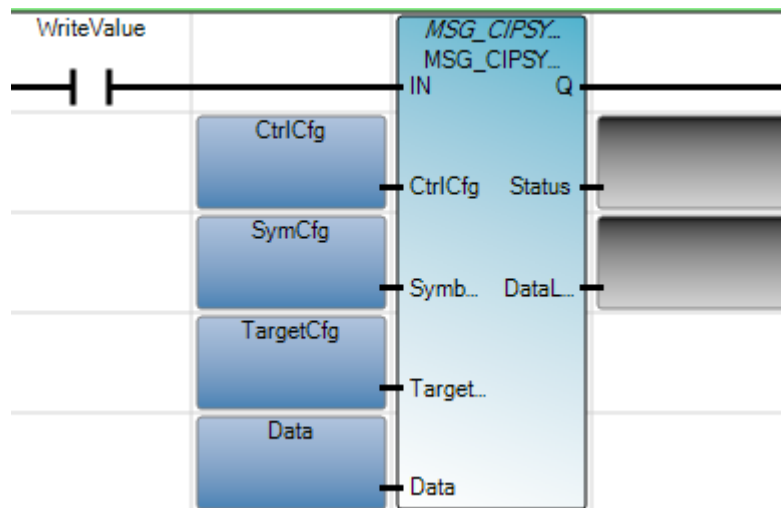 WriteValue
MSG_CIPSY...
MSG_CIPSY...
IN Q
CtrlCfg
CtrlCfg Status
SymCfg
Symb... DataL...
TargetCfg
Target...
Data
Data